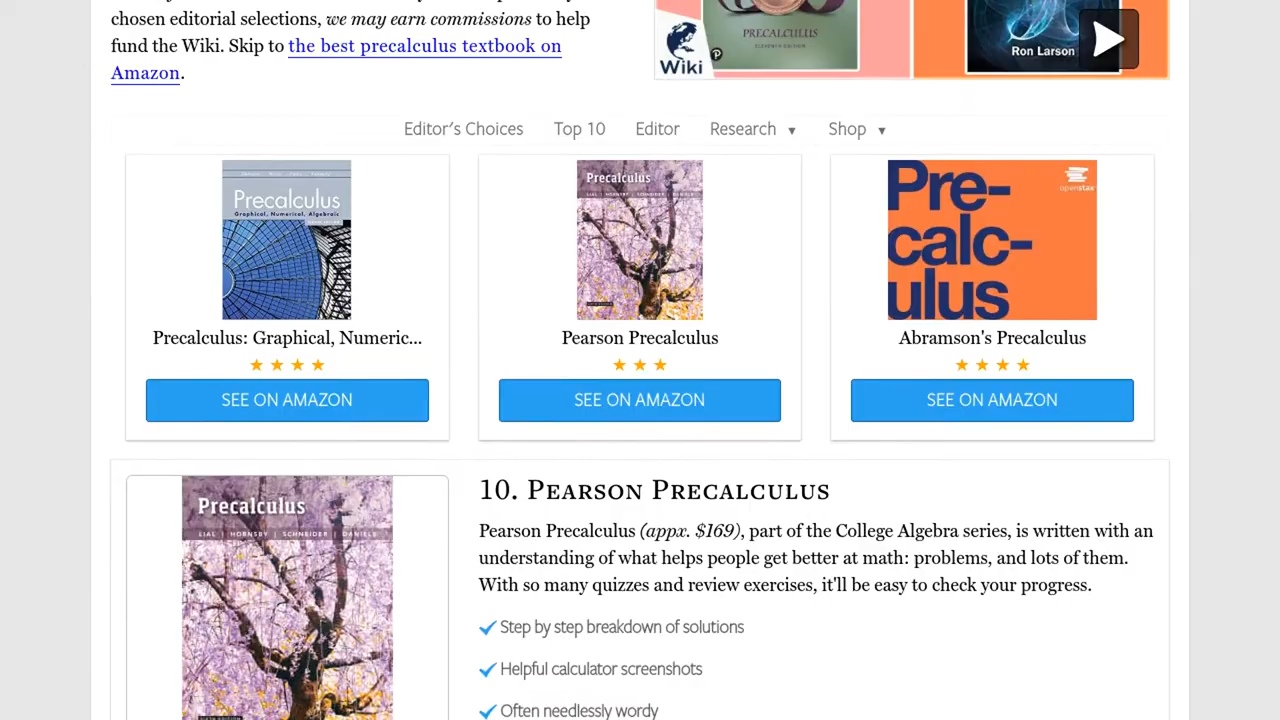 chosen editorial selections, we may earn commissions to help
fund the Wiki. Skip to the best precalculus textbook on
Amazon.
Wiki
PRECALCULUS
ELEVENTH EDITION
Ron Larson
Editor's Choices Top 10 Editor Research ▼ Shop ▼
Precalculus
Graphical, Numerical, Algebraic
Precalculus: Graphical, Numeric...
★ ★ ★ ★
SEE ON AMAZON
Precalculus
LIAL | HORNSBY | SCHNEIDER | DANIELS
Pearson Precalculus
★ ★ ★
SEE ON AMAZON
openstax
Pre-
calc-
ulus
Abramson's Precalculus
★ ★ ★ ★
SEE ON AMAZON
Precalculus
LIAL | HORNSBY | SCHNEIDER | DANIELS
SIXTH EDITION
10. Pearson Precalculus
Pearson Precalculus (appx. $169), part of the College Algebra series, is written with an
understanding of what helps people get better at math: problems, and lots of them.
With so many quizzes and review exercises, it'll be easy to check your progress.
Step by step breakdown of solutions
Helpful calculator screenshots
Often needlessly wordy